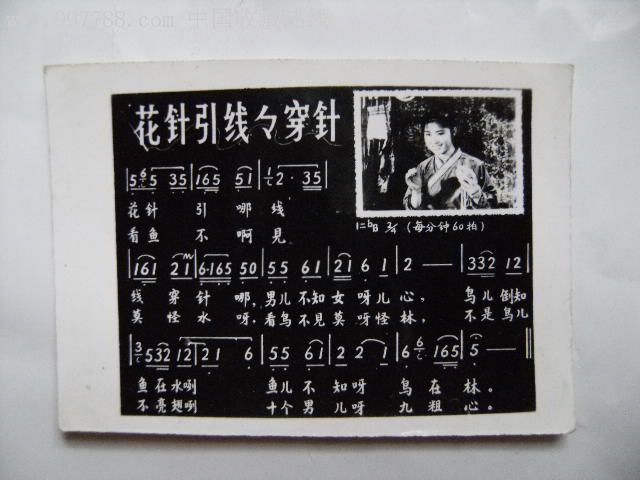 997788.com 中国收藏热线
花针引线々穿针
5 6 5 35 | 165 51 | 1 2· 35 |
花针 引 哪线
看鱼 不 啊見
1=bB 3/4 (每分钟60拍)
161 21 | 6·165 50 | 55 61 | 21 6 1 | 2 — | 332 12 |
线穿针 哪,男儿不知女呀儿心, 鸟儿倒知
莫怪水 呀,看鸟不見莫呀怪林, 不是鸟儿
532 12 | 21 6 | 55 61 | 2 2 1 | 6 6 165 | 5 — ‖
鱼在水咧 鱼儿不知呀鸟在林。
不亮翅咧 十个男儿呀九粗心。